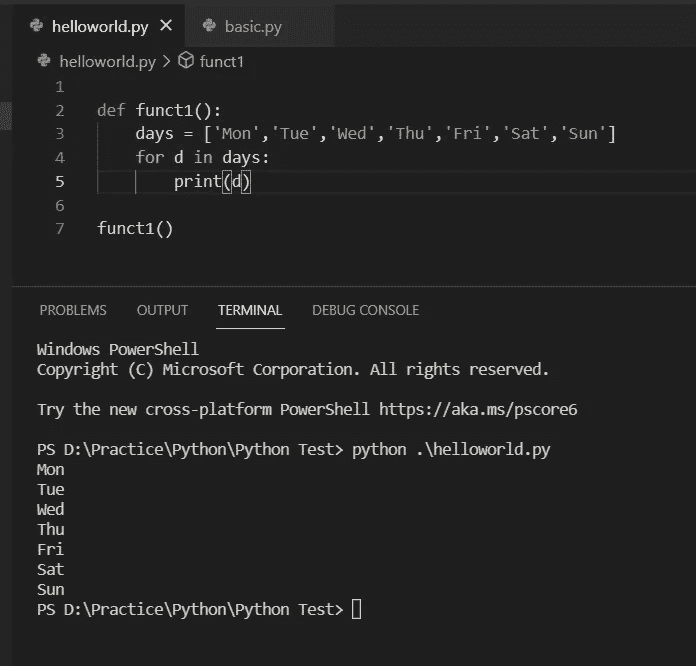 helloworld.py basic.py
helloworld.py > funct1
1
2 def funct1():
3     days = ['Mon','Tue','Wed','Thu','Fri','Sat','Sun']
4     for d in days:
5         print(d)
6
7 funct1()
PROBLEMS OUTPUT TERMINAL DEBUG CONSOLE
Windows PowerShell
Copyright (C) Microsoft Corporation. All rights reserved.
Try the new cross-platform PowerShell https://aka.ms/pscore6
PS D:\Practice\Python\Python Test> python .\helloworld.py
Mon
Tue
Wed
Thu
Fri
Sat
Sun
PS D:\Practice\Python\Python Test>